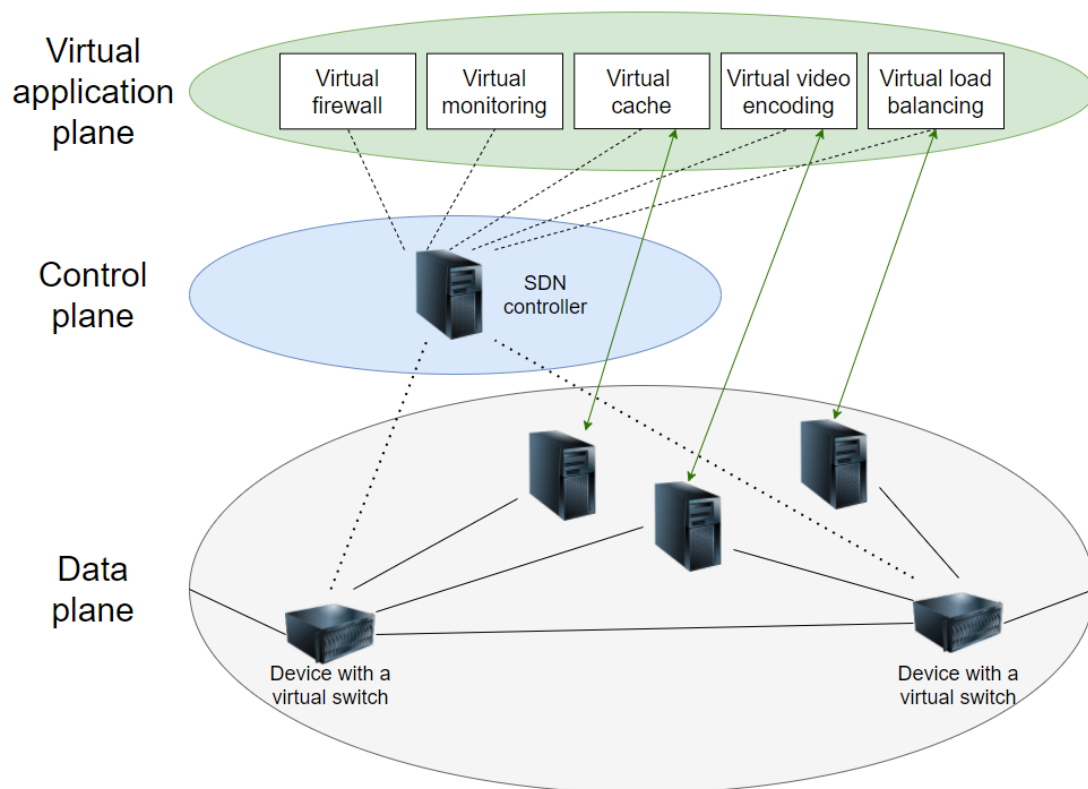 Virtual
application
plane
Virtual
firewall
Virtual
monitoring
Virtual
cache
Virtual video
encoding
Virtual load
balancing
Control
plane
SDN
controller
Data
plane
Device with a
virtual switch
Device with a
virtual switch